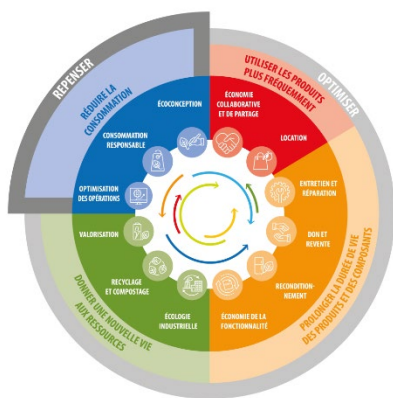 REPENSER
RÉDUIRE LA
CONSOMMATION
ÉCOCONCEPTION
CONSOMMATION
RESPONSABLE
OPTIMISATION
DES OPÉRATIONS
OPTIMISER
UTILISER LES PRODUITS
PLUS FRÉQUEMMENT
ÉCONOMIE
COLLABORATIVE
ET DE PARTAGE
LOCATION
PROLONGER LA DURÉE DE VIE
DES PRODUITS ET DES COMPOSANTS
ENTRETIEN ET
RÉPARATION
DON ET
REVENTE
RECONDITION-
NEMENT
ÉCONOMIE DE LA
FONCTIONNALITÉ
DONNER UNE NOUVELLE VIE
AUX RESSOURCES
ÉCOLOGIE
INDUSTRIELLE
RECYCLAGE
ET COMPOSTAGE
VALORISATION